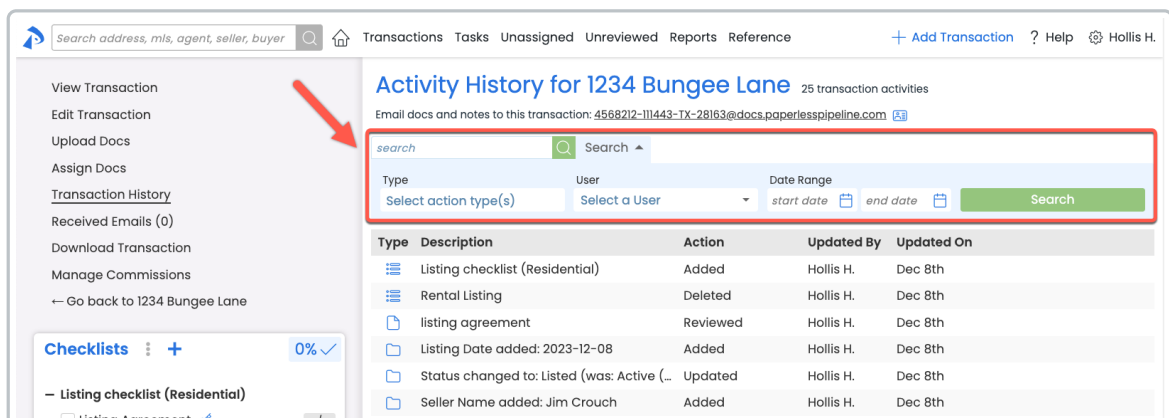 Search address, mls, agent, seller, buyer
Transactions Tasks Unassigned Unreviewed Reports Reference
+ Add Transaction ? Help Hollis H.
View Transaction
Edit Transaction
Upload Docs
Assign Docs
Transaction History
Received Emails (0)
Download Transaction
Manage Commissions
← Go back to 1234 Bungee Lane
Checklists + 0%
– Listing checklist (Residential)
Listing Agreement
Activity History for 1234 Bungee Lane 25 transaction activities
Email docs and notes to this transaction: 4568212-111443-TX-28163@docs.paperlesspipeline.com
search Search
Type User Date Range
Select action type(s) Select a User start date end date Search
Type Description Action Updated By Updated On
Listing checklist (Residential) Added Hollis H. Dec 8th
Rental Listing Deleted Hollis H. Dec 8th
listing agreement Reviewed Hollis H. Dec 8th
Listing Date added: 2023-12-08 Added Hollis H. Dec 8th
Status changed to: Listed (was: Active (... Updated Hollis H. Dec 8th
Seller Name added: Jim Crouch Added Hollis H. Dec 8th